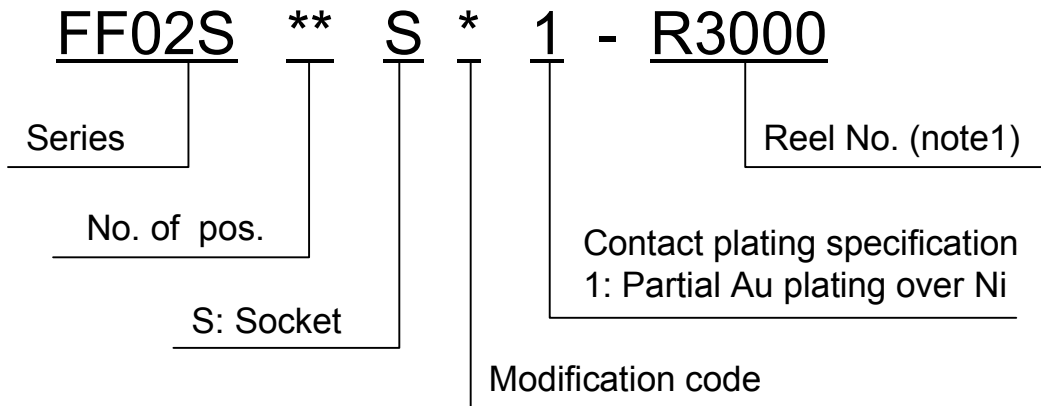 FF02S ** S * 1 - R3000
Series
Reel No. (note1)
No. of pos.
Contact plating specification
1: Partial Au plating over Ni
S: Socket
Modification code